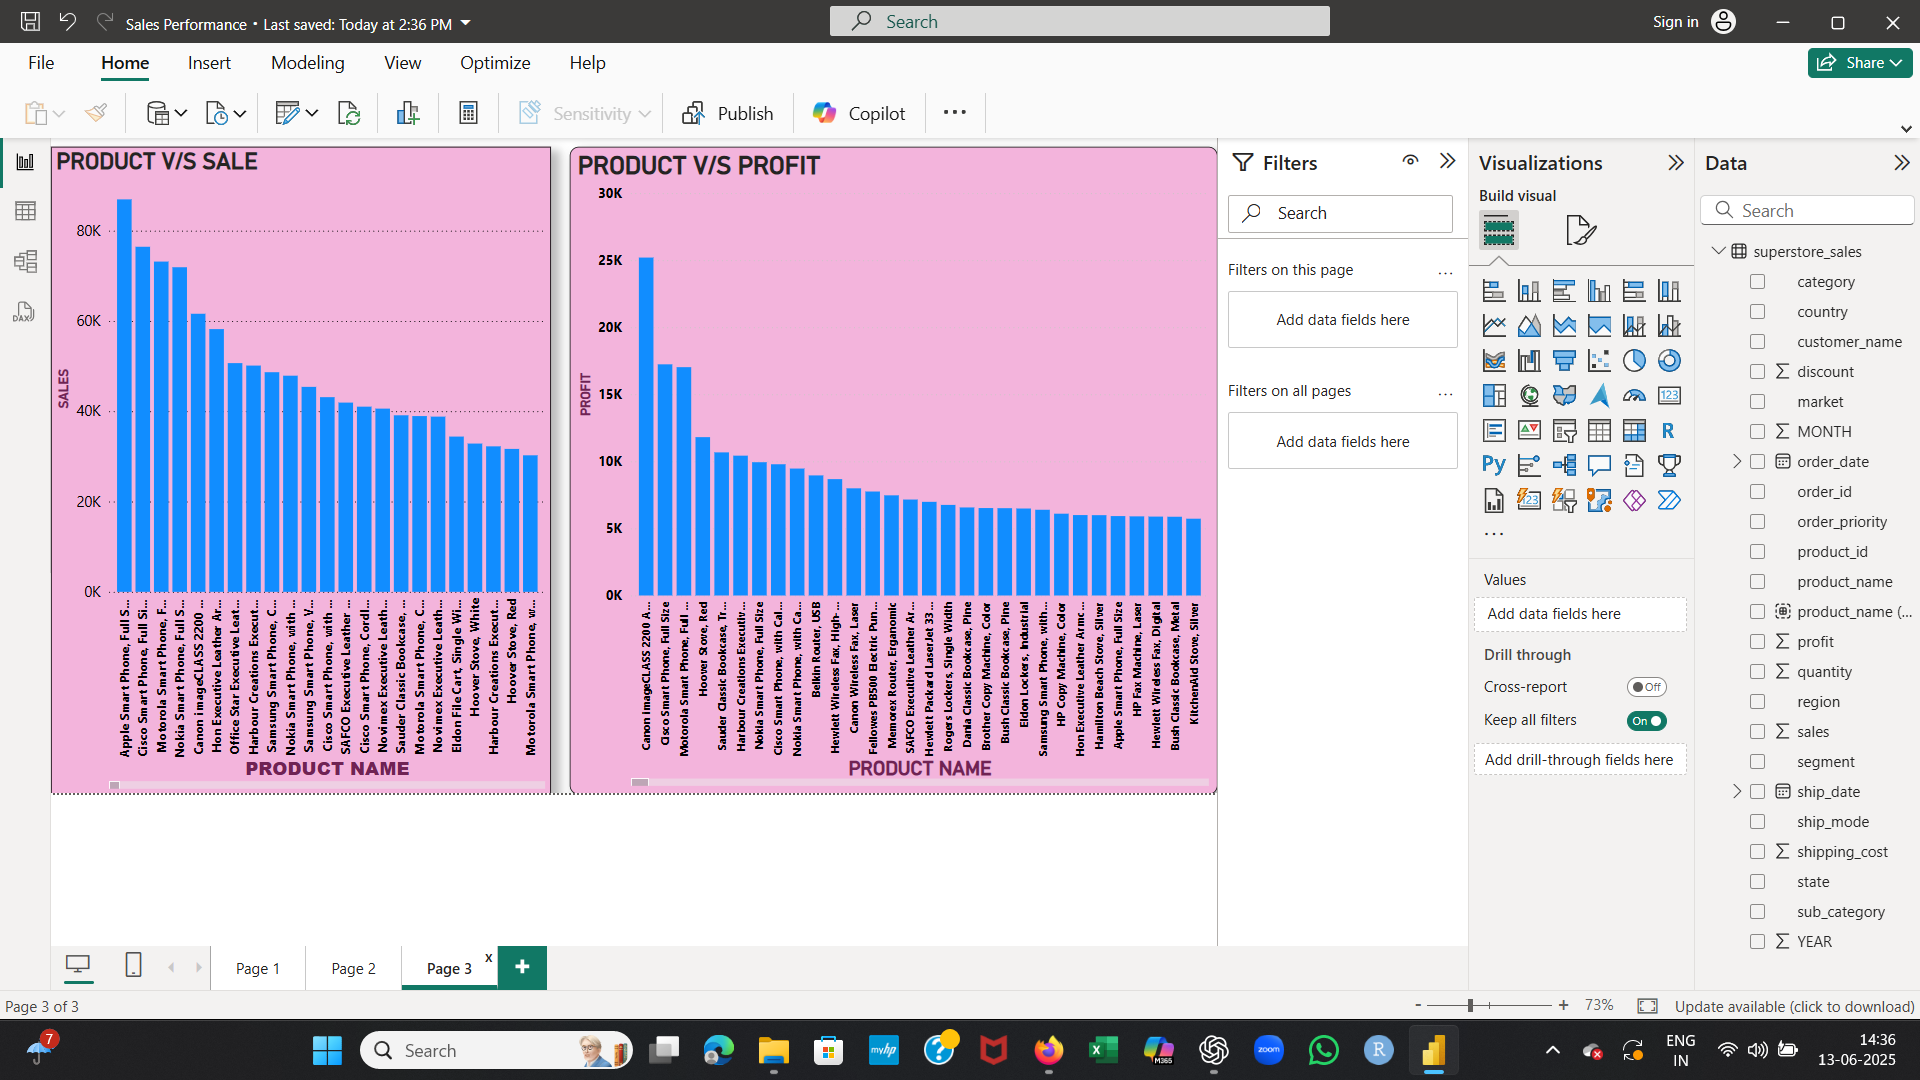 Sales Performance • Last saved: Today at 2:36 PM
Search
Sign in
File
Home
Insert
Modeling
View
Optimize
Help
Share
Sensitivity
Publish
Copilot
PRODUCT V/S SALE
80K
60K
40K
20K
0K
SALES
Apple Smart Phone, Full S...
Cisco Smart Phone, Full Si...
Motorola Smart Phone, F...
Nokia Smart Phone, Full S...
Canon imageCLASS 2200 ...
Hon Executive Leather Ar...
Office Star Executive Leat...
Harbour Creations Execut...
Samsung Smart Phone, C...
Nokia Smart Phone, with ...
Samsung Smart Phone, V...
Cisco Smart Phone, with ...
SAFCO Executive Leather ...
Cisco Smart Phone, Cordl...
Novimex Executive Leath...
Sauder Classic Bookcase, ...
Motorola Smart Phone, C...
Novimex Executive Leath...
Eldon File Cart, Single Wi...
Hoover Stove, White
Harbour Creations Execut...
Hoover Stove, Red
Motorola Smart Phone, w...
PRODUCT NAME
PRODUCT V/S PROFIT
30K
25K
20K
15K
10K
5K
0K
PROFIT
Canon imageCLASS 2200 A...
Cisco Smart Phone, Full Size
Motorola Smart Phone, Full ...
Hoover Stove, Red
Sauder Classic Bookcase, Tr...
Harbour Creations Executiv...
Nokia Smart Phone, Full Size
Cisco Smart Phone, with Cal...
Nokia Smart Phone, with Ca...
Belkin Router, USB
Hewlett Wireless Fax, High-...
Canon Wireless Fax, Laser
Fellowes PB500 Electric Pun...
Memorex Router, Erganomic
SAFCO Executive Leather Ar...
Hewlett Packard LaserJet 33 ...
Rogers Lockers, Single Width
Dania Classic Bookcase, Pine
Brother Copy Machine, Color
Bush Classic Bookcase, Pine
Eldon Lockers, Industrial
Samsung Smart Phone, with...
HP Copy Machine, Color
Hon Executive Leather Armc...
Hamilton Beach Stove, Silver
Apple Smart Phone, Full Size
HP Fax Machine, Laser
Hewlett Wireless Fax, Digital
Bush Classic Bookcase, Metal
KitchenAid Stove, Silver
PRODUCT NAME
Filters
Search
Filters on this page
Add data fields here
Filters on all pages
Add data fields here
Visualizations
Build visual
123
R
Py
123
Values
Add data fields here
Drill through
Cross-report
Off
Keep all filters
On
Add drill-through fields here
Data
Search
superstore_sales
category
country
customer_name
discount
market
MONTH
order_date
order_id
order_priority
product_id
product_name
product_name (...
profit
quantity
region
sales
segment
ship_date
ship_mode
shipping_cost
state
sub_category
YEAR
DAX
Page 1
Page 2
Page 3
x
+
Page 3 of 3
- + 73%
Update available (click to download)
7
Search
myhp
M365
zoom
R
ENG
IN
14:36
13-06-2025